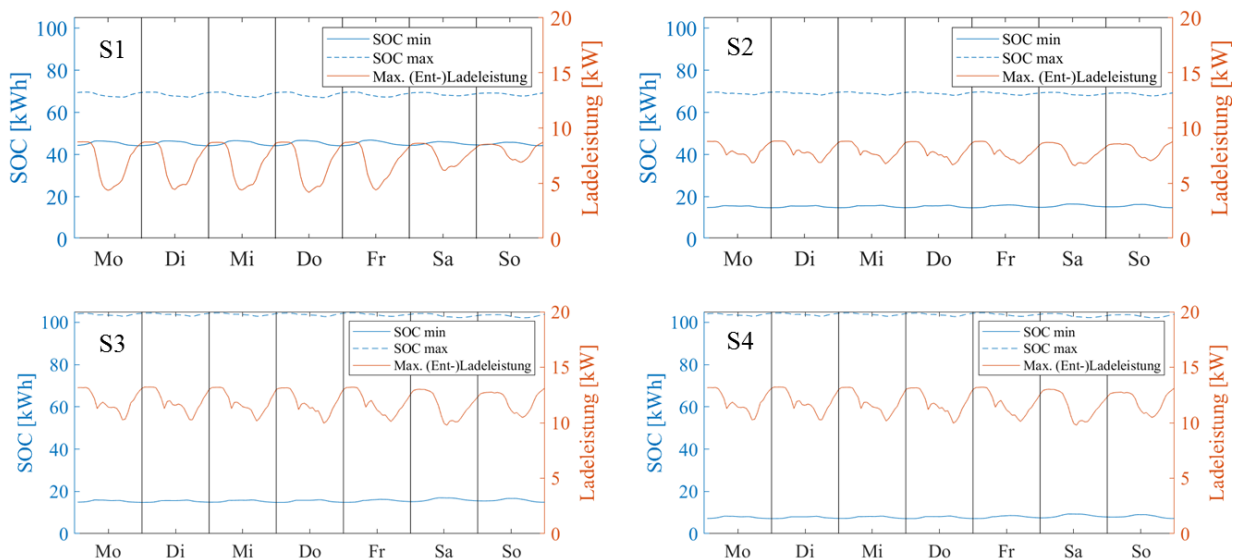 S1
SOC min
SOC max
Max. (Ent-)Ladeleistung
SOC [kWh]
100
80
60
40
20
0
Ladeleistung [kW]
20
15
10
5
0
Mo Di Mi Do Fr Sa So
S2
SOC min
SOC max
Max. (Ent-)Ladeleistung
SOC [kWh]
100
80
60
40
20
0
Ladeleistung [kW]
20
15
10
5
0
Mo Di Mi Do Fr Sa So
S3
SOC min
SOC max
Max. (Ent-)Ladeleistung
SOC [kWh]
100
80
60
40
20
0
Ladeleistung [kW]
20
15
10
5
0
Mo Di Mi Do Fr Sa So
S4
SOC min
SOC max
Max. (Ent-)Ladeleistung
SOC [kWh]
100
80
60
40
20
0
Ladeleistung [kW]
20
15
10
5
0
Mo Di Mi Do Fr Sa So